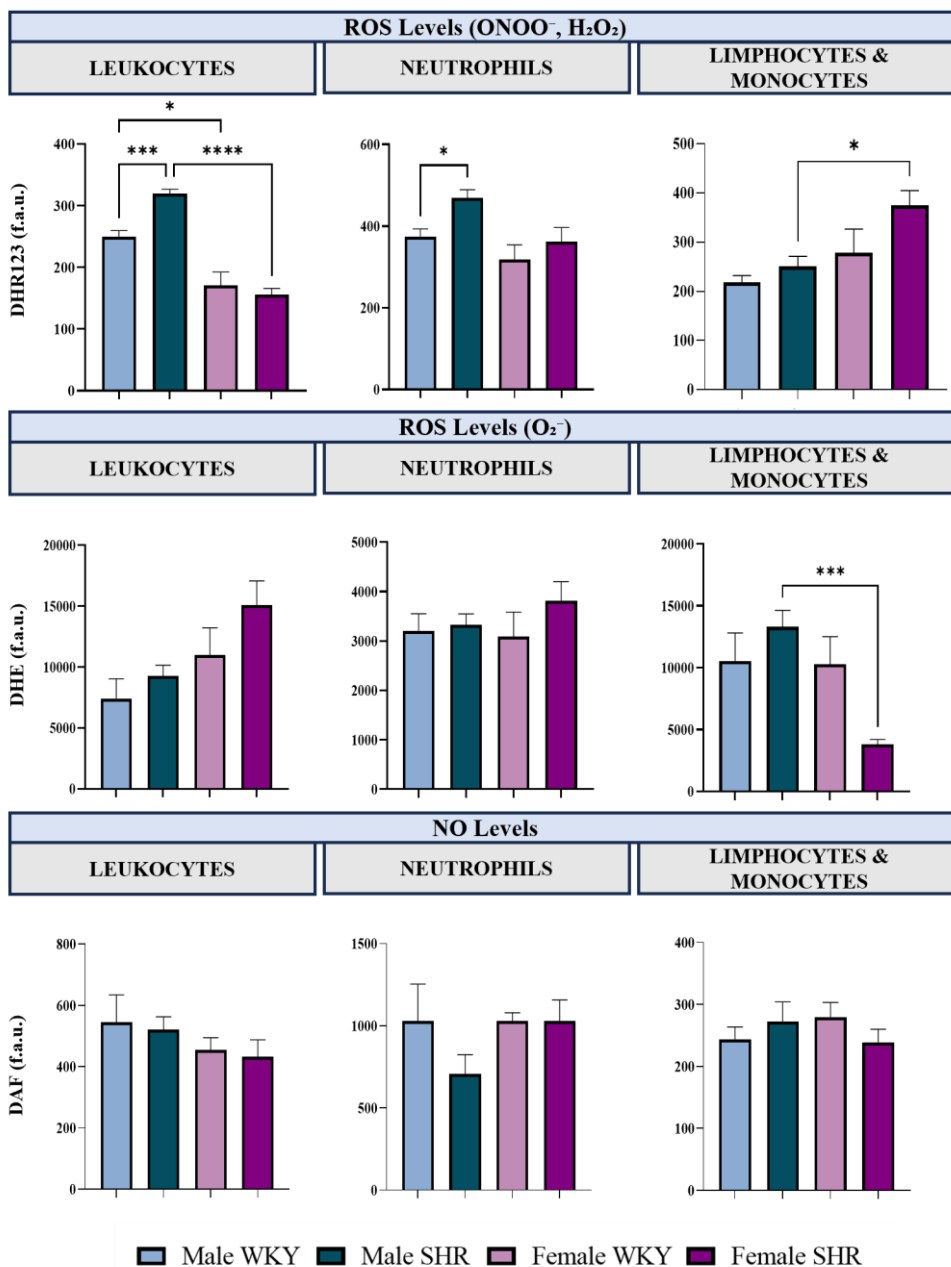 ROS Levels (ONOO⁻, H₂O₂)
LEUKOCYTES
NEUTROPHILS
LIMPHOCYTES &
MONOCYTES
DHR123 (f.a.u.)
400
300
200
100
0
*
***
****
600
400
200
0
*
500
400
300
200
100
0
*
ROS Levels (O₂⁻)
LEUKOCYTES
NEUTROPHILS
LIMPHOCYTES &
MONOCYTES
DHE (f.a.u.)
20000
15000
10000
5000
0
5000
4000
3000
2000
1000
0
20000
15000
10000
5000
0
***
NO Levels
LEUKOCYTES
NEUTROPHILS
LIMPHOCYTES &
MONOCYTES
DAF (f.a.u.)
800
600
400
200
0
1500
1000
500
0
400
300
200
100
0
Male WKY Male SHR Female WKY Female SHR